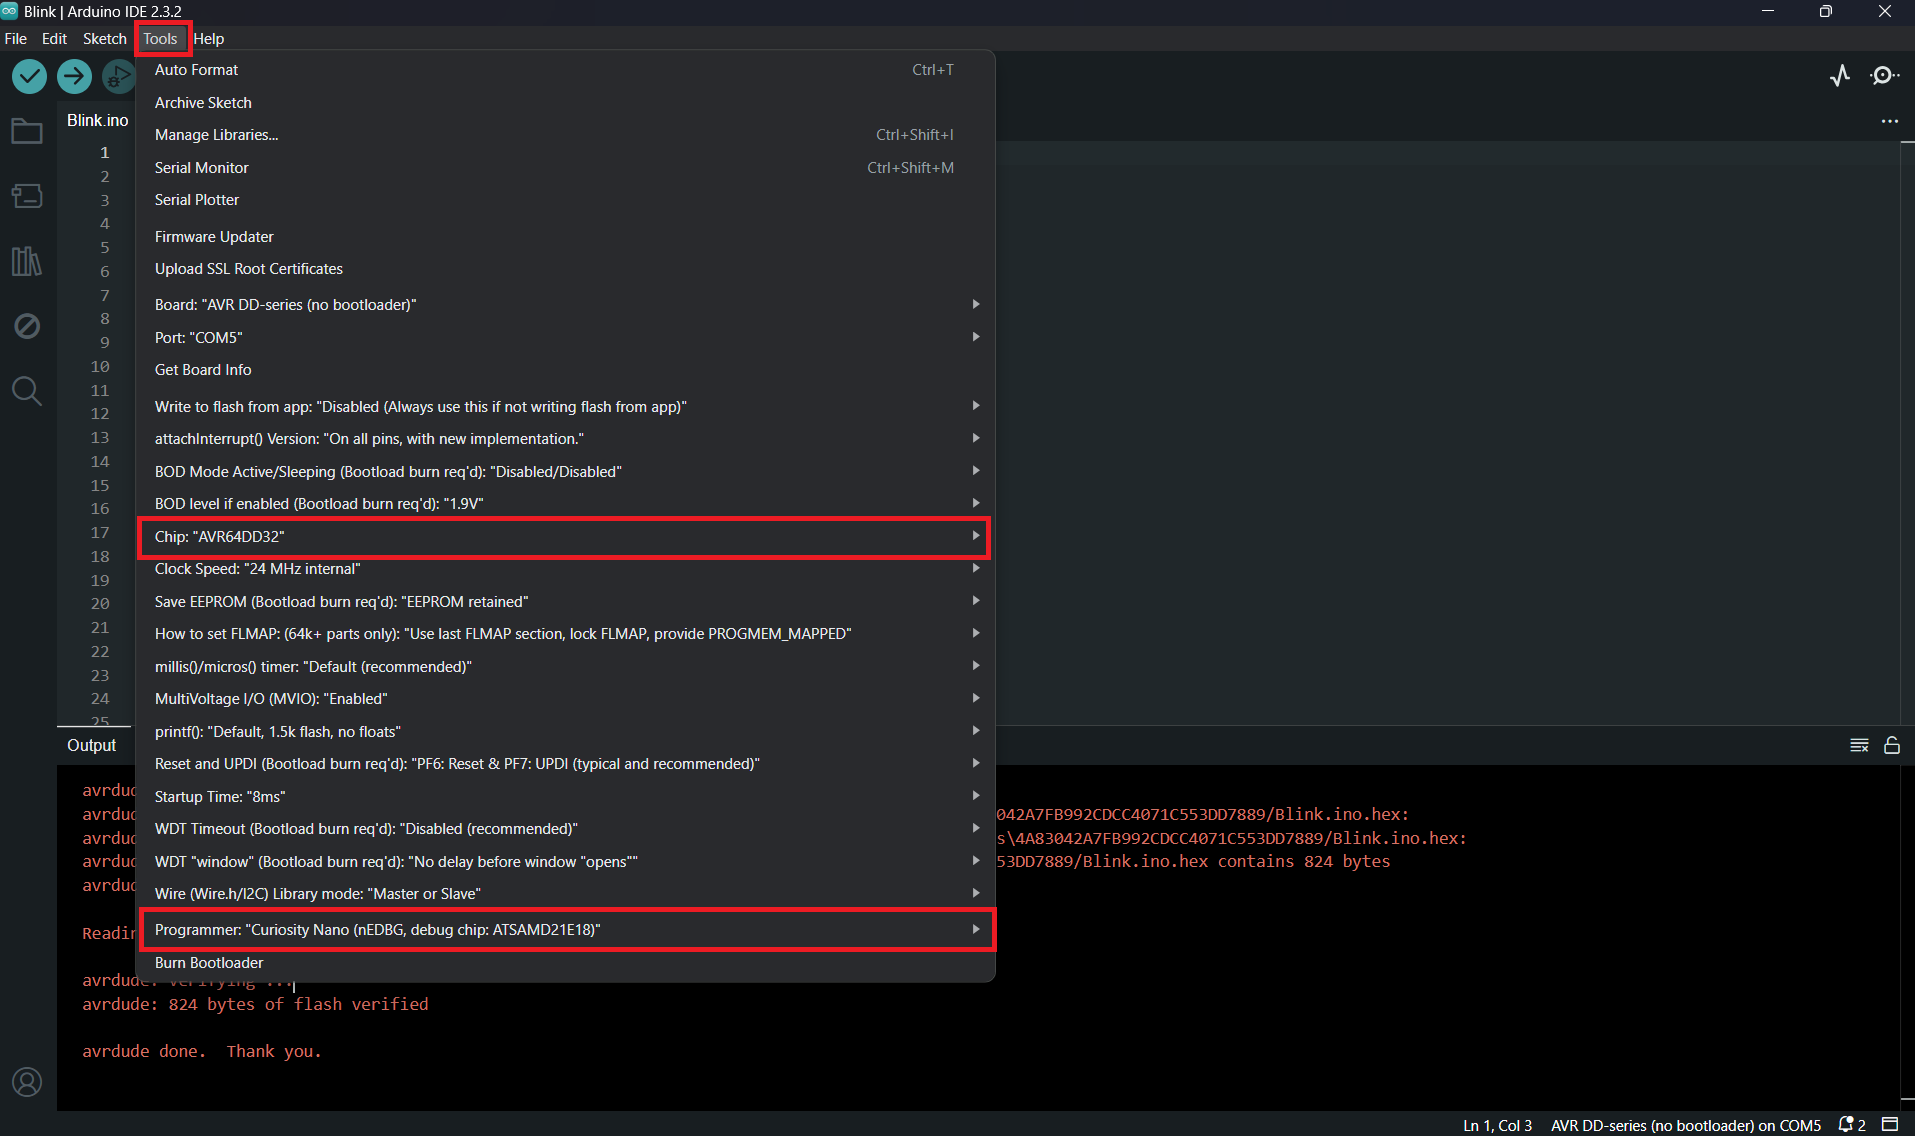 Blink | Arduino IDE 2.3.2
File Edit Sketch Tools Help
Auto Format Ctrl+T
Archive Sketch
Manage Libraries... Ctrl+Shift+I
Serial Monitor Ctrl+Shift+M
Serial Plotter
Firmware Updater
Upload SSL Root Certificates
Board: "AVR DD-series (no bootloader)"
Port: "COM5"
Get Board Info
Write to flash from app: "Disabled (Always use this if not writing flash from app)"
attachInterrupt() Version: "On all pins, with new implementation."
BOD Mode Active/Sleeping (Bootload burn req'd): "Disabled/Disabled"
BOD level if enabled (Bootload burn req'd): "1.9V"
Chip: "AVR64DD32"
Clock Speed: "24 MHz internal"
Save EEPROM (Bootload burn req'd): "EEPROM retained"
How to set FLMAP: (64k+ parts only): "Use last FLMAP section, lock FLMAP, provide PROGMEM_MAPPED"
millis()/micros() timer: "Default (recommended)"
MultiVoltage I/O (MVIO): "Enabled"
printf(): "Default, 1.5k flash, no floats"
Reset and UPDI (Bootload burn req'd): "PF6: Reset & PF7: UPDI (typical and recommended)"
Startup Time: "8ms"
WDT Timeout (Bootload burn req'd): "Disabled (recommended)"
WDT "window" (Bootload burn req'd): "No delay before window "opens""
Wire (Wire.h/I2C) Library mode: "Master or Slave"
Programmer: "Curiosity Nano (nEDBG, debug chip: ATSAMD21E18)"
Burn Bootloader
Blink.ino
1
2
3
4
5
6
7
8
9
10
11
12
13
14
15
16
17
18
19
20
21
22
23
24
25
Output
avrdud
avrdud 042A7FB992CDCC4071C553DD7889/Blink.ino.hex:
avrdud s\4A83042A7FB992CDCC4071C553DD7889/Blink.ino.hex:
avrdud 53DD7889/Blink.ino.hex contains 824 bytes
avrdud
Readin
avrdude: verifying ...
avrdude: 824 bytes of flash verified
avrdude done. Thank you.
Ln 1, Col 3 AVR DD-series (no bootloader) on COM5 2